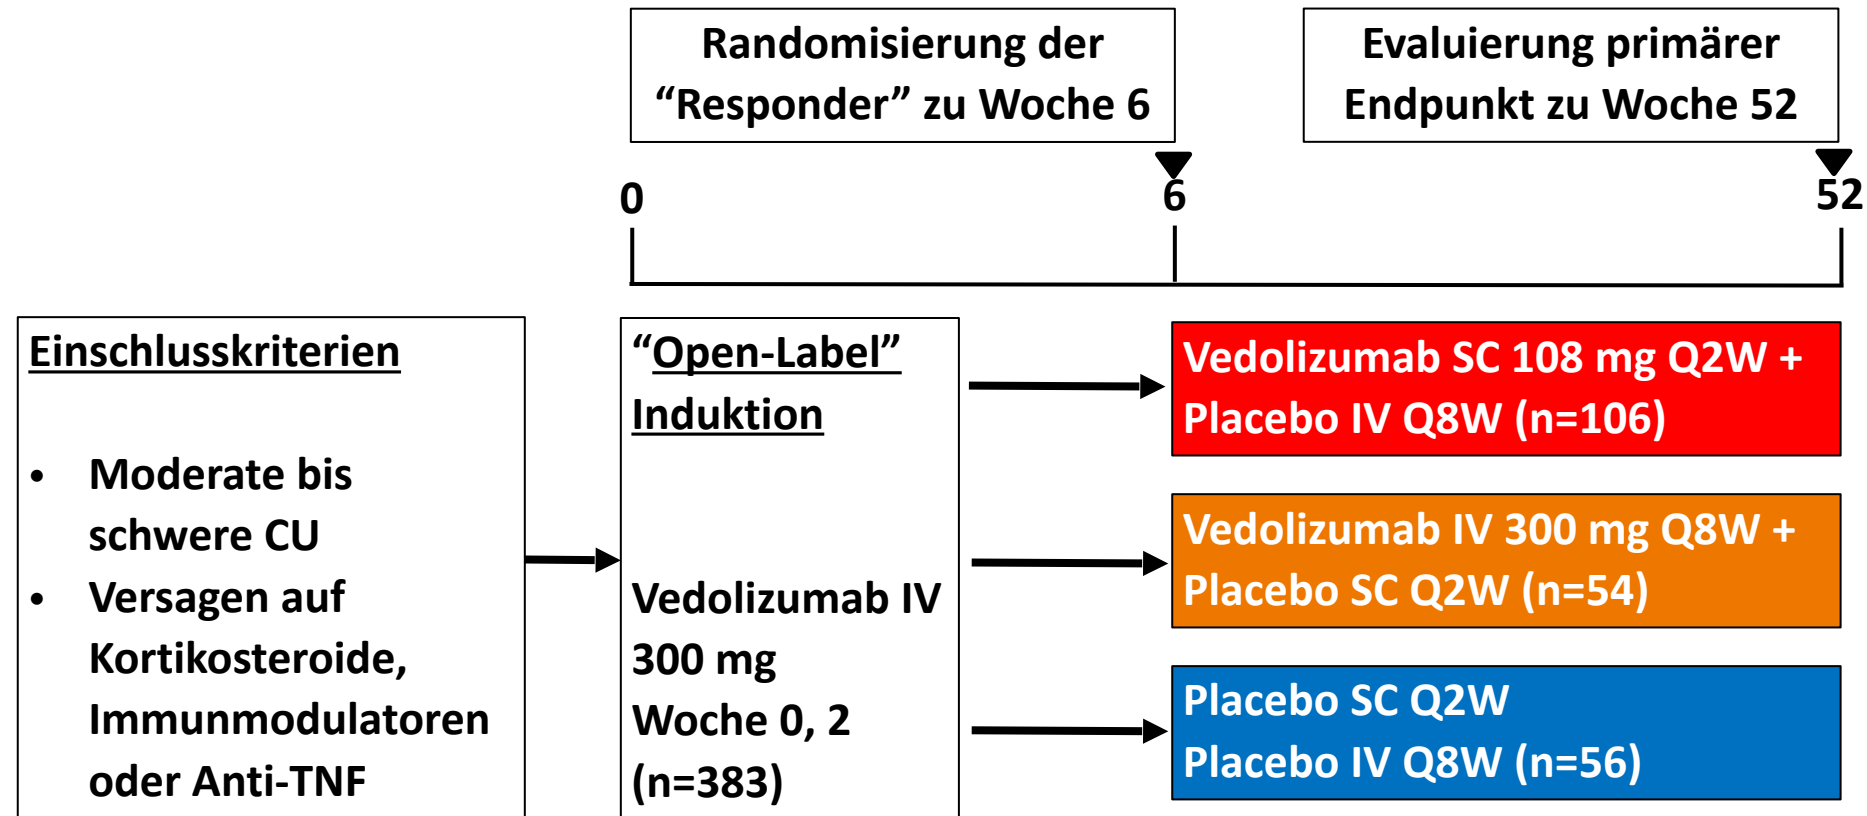 Randomisierung der
“Responder” zu Woche 6
Evaluierung primärer
Endpunkt zu Woche 52
0
6
52
Einschlusskriterien
• Moderate bis
schwere CU
• Versagen auf
Kortikosteroide,
Immunmodulatoren
oder Anti-TNF
“Open-Label”
Induktion
Vedolizumab IV
300 mg
Woche 0, 2
(n=383)
Vedolizumab SC 108 mg Q2W +
Placebo IV Q8W (n=106)
Vedolizumab IV 300 mg Q8W +
Placebo SC Q2W (n=54)
Placebo SC Q2W
Placebo IV Q8W (n=56)